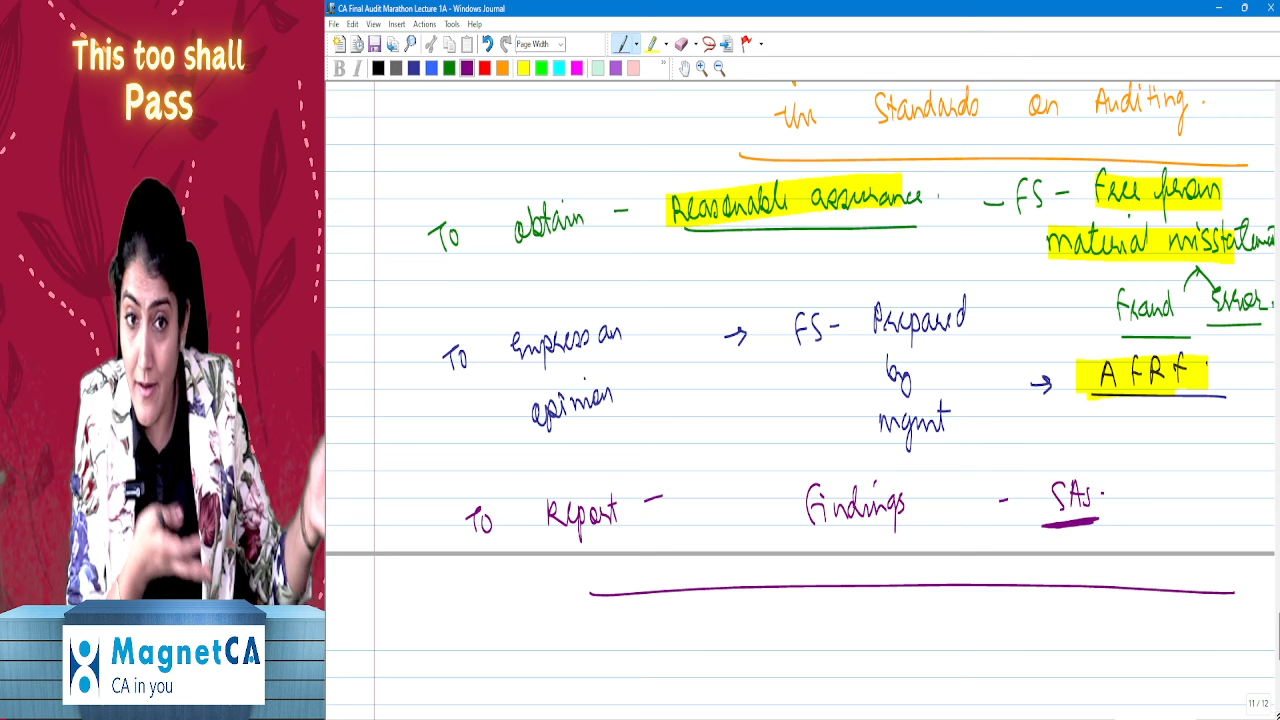 This too shall
Pass
MagnetCA
CA in you
CA Final Audit Marathon Lecture 1A - Windows Journal
File Edit View Insert Actions Tools Help
Page Width
B I
in Standards on Auditing.
To obtain - Reasonable assurance. - FS - free from
material misstatement
Fraud Error.
To express an opinion → FS - Prepared by mgmt → AFRF.
To Report - findings - SAs.
11 / 12